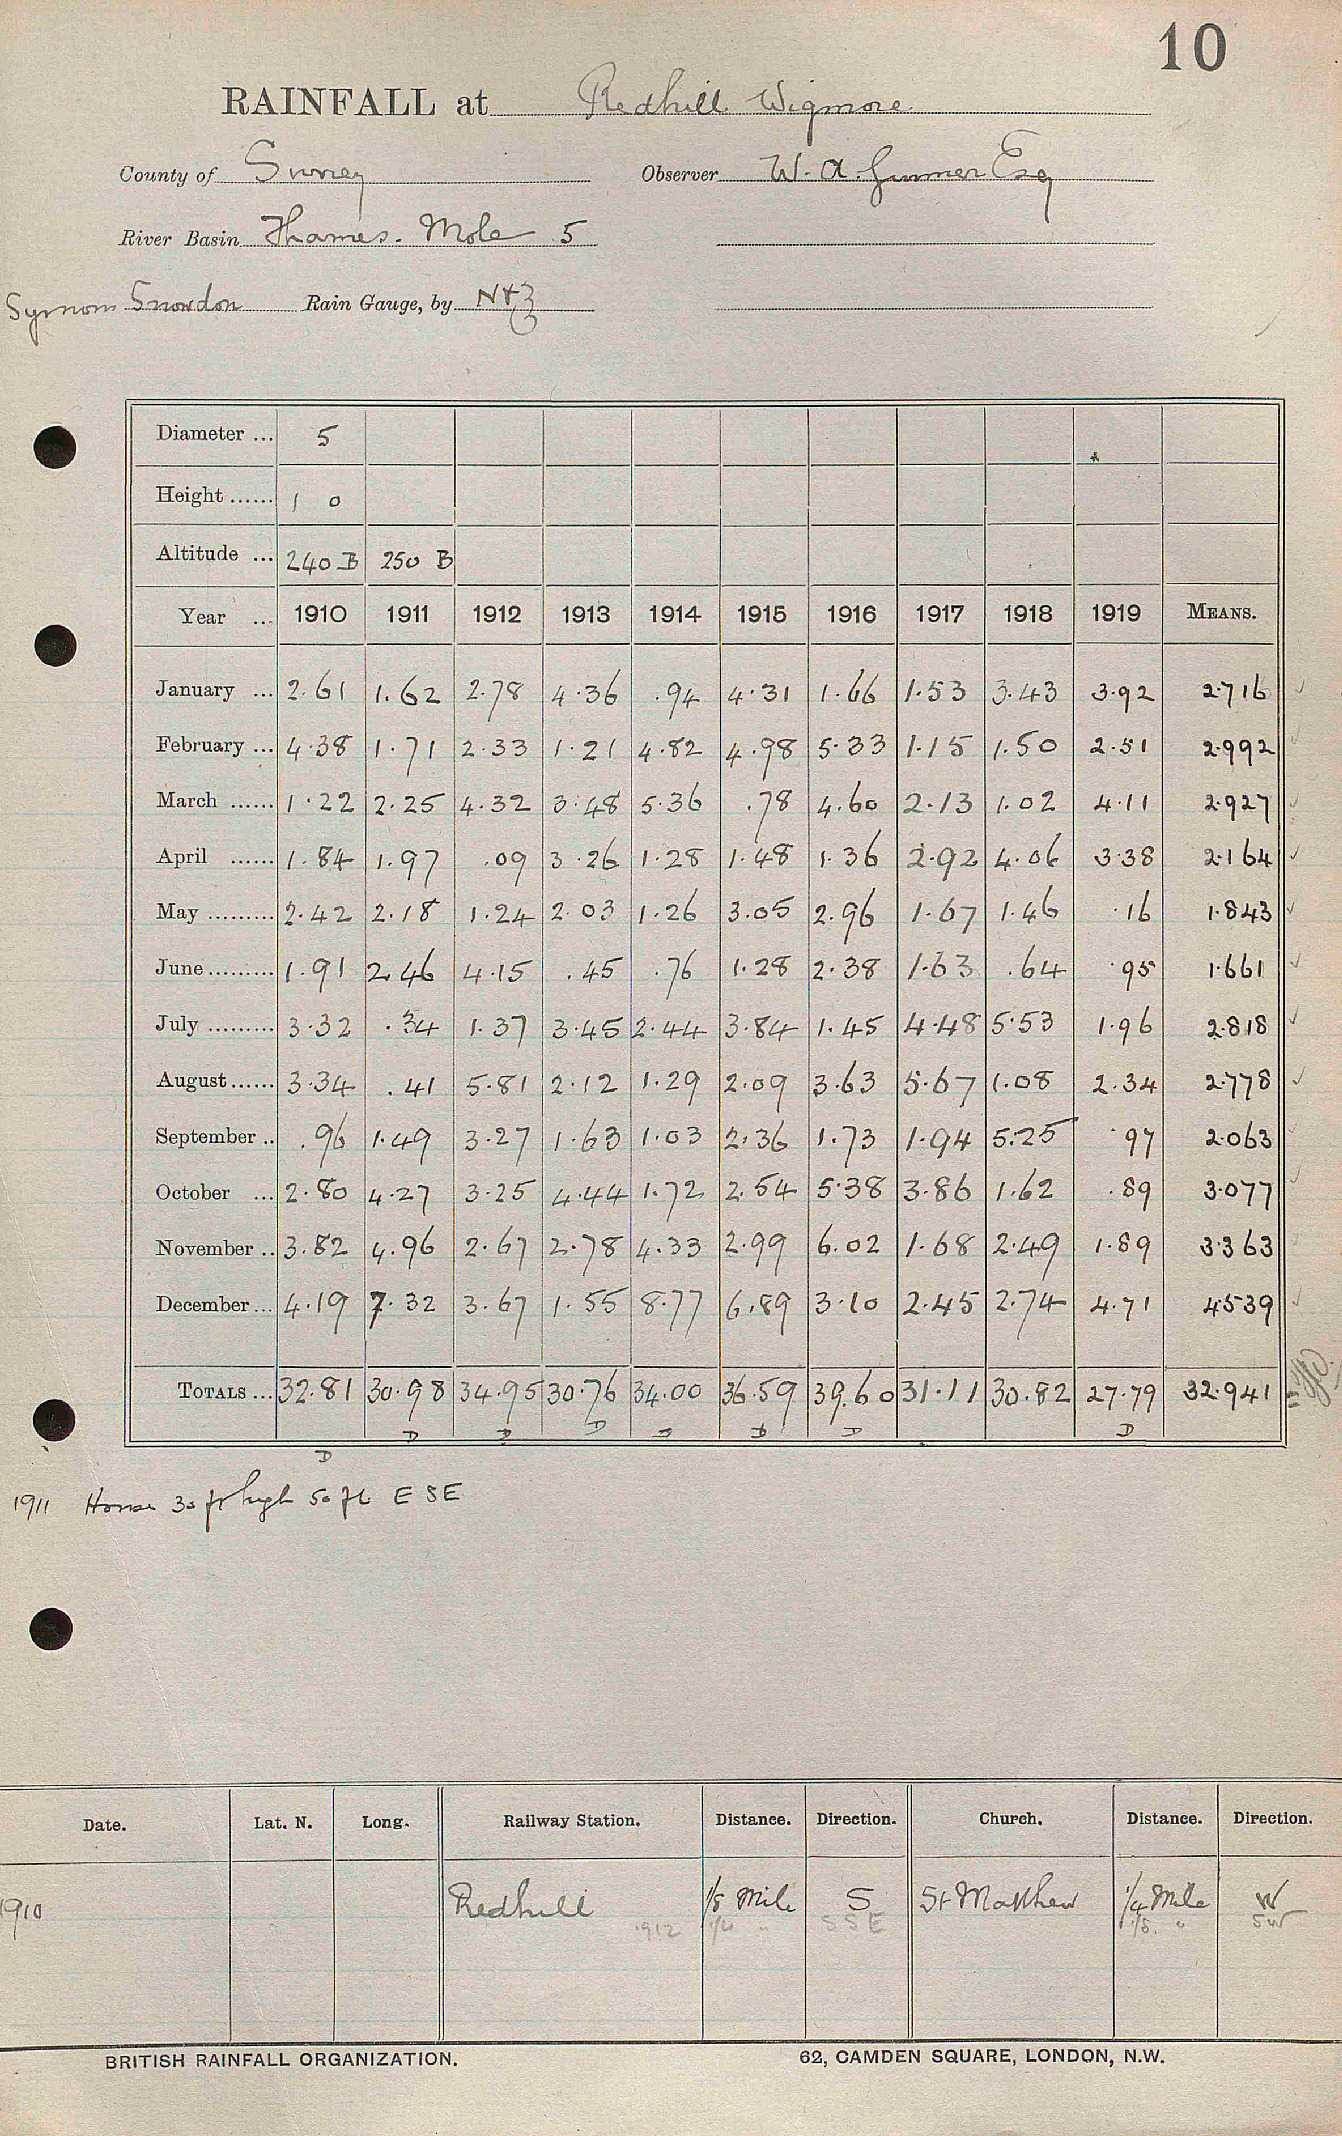 10
RAINFALL at Redhill Wigmore
County of Surrey Observer W. A. Esq
River Basin Thames. Mole 5
Symons Snowdon Rain Gauge, by N&Z
Diameter ... 5
Height ...... 1 0
Altitude ... 240 B 250 B
Year ... 1910 1911 1912 1913 1914 1915 1916 1917 1918 1919 MEANS.
January ... 2.61 1.62 2.78 4.36 .94 4.31 1.66 1.53 3.43 3.92 2.716
February ... 4.38 1.71 2.33 1.21 4.82 4.98 5.33 1.15 1.50 2.51 2.992
March ...... 1.22 2.25 4.32 3.48 5.36 .78 4.60 2.13 1.02 4.11 2.927
April ...... 1.84 1.97 .09 3.26 1.28 1.48 1.36 2.92 4.06 3.38 2.164
May ......... 2.42 2.18 1.24 2.03 1.26 3.05 2.96 1.67 1.46 .16 1.843
June ......... 1.91 2.46 4.15 .45 .76 1.28 2.38 1.63 .64 .95 1.661
July ......... 3.32 .34 1.37 3.45 2.44 3.84 1.45 4.48 5.53 1.96 2.818
August ...... 3.34 .41 5.81 2.12 1.29 2.09 3.63 5.67 1.08 2.34 2.778
September .. .96 1.49 3.27 1.63 1.03 2.36 1.73 1.94 5.25 .97 2.063
October ... 2.80 4.27 3.25 4.44 1.72 2.54 5.38 3.86 1.62 .89 3.077
November .. 3.82 4.96 2.67 2.78 4.33 2.99 6.02 1.68 2.49 1.89 3.363
December ... 4.19 7.32 3.67 1.55 8.77 6.89 3.10 2.45 2.74 4.71 4.539
TOTALS ... 32.81 30.98 34.95 30.76 34.00 36.59 39.60 31.11 30.82 27.79 32.941
D D D D D D D D
1911 House 30 ft high 50 ft ESE
Date. Lat. N. Long. Railway Station. Distance. Direction. Church. Distance. Direction.
1910 Redhill 1/8 Mile S St Matthew 1/4 Mile W
1912 1/4 " SSE 1/8. " SW
BRITISH RAINFALL ORGANIZATION. 62, CAMDEN SQUARE, LONDON, N.W.